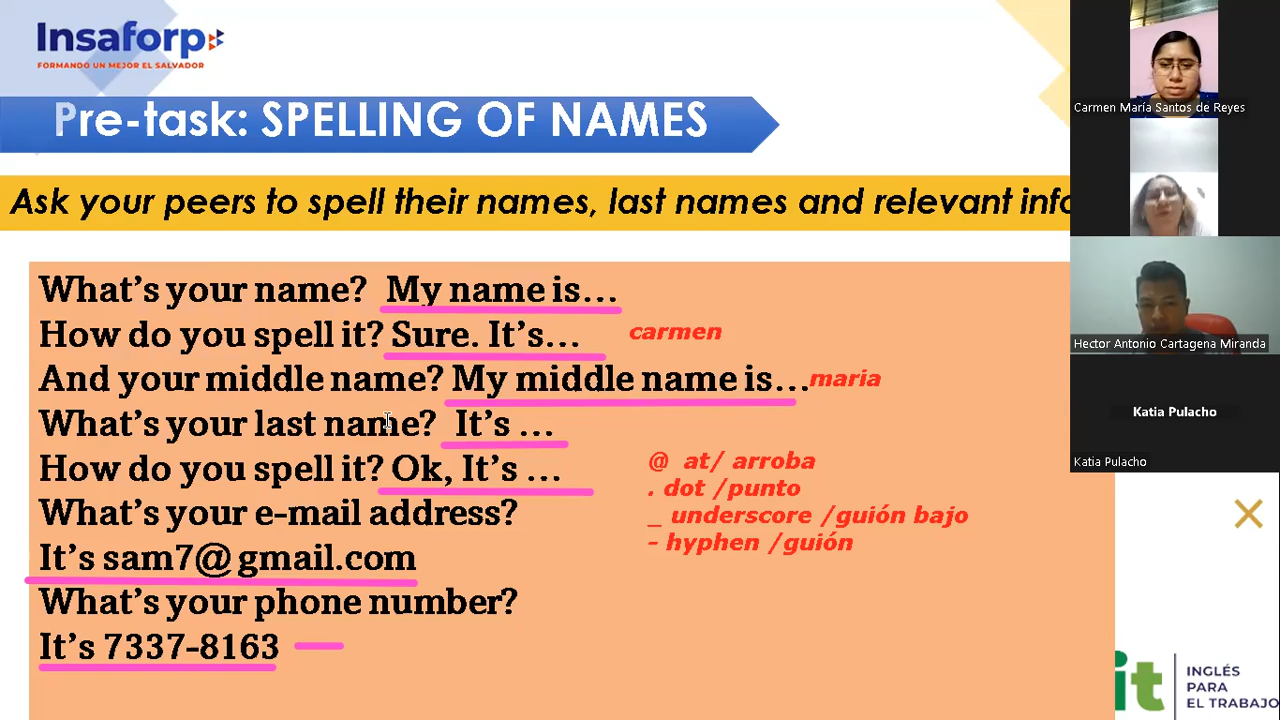 Insaforp
FORMANDO UN MEJOR EL SALVADOR
Pre-task: SPELLING OF NAMES
Ask your peers to spell their names, last names and relevant info
What's your name? My name is...
How do you spell it? Sure. It's... carmen
And your middle name? My middle name is... maria
What's your last name? It's ...
How do you spell it? Ok, It's ...
What's your e-mail address?
It's sam7@gmail.com
What's your phone number?
It's 7337-8163
@ at/ arroba
. dot /punto
_ underscore /guión bajo
- hyphen /guión
Carmen María Santos de Reyes
Hector Antonio Cartagena Miranda
Katia Pulacho
Katia Pulacho
it
INGLÉS
PARA
EL TRABAJO